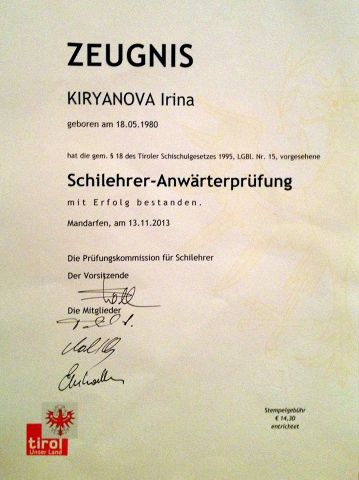 ZEUGNIS
KIRYANOVA Irina
geboren am 18.05.1980
hat die gem. § 18 des Tiroler Schischulgesetzes 1995, LGBl. Nr. 15, vorgesehene
Schilehrer-Anwärterprüfung
mit Erfolg bestanden.
Mandarfen, am 13.11.2013
Die Prüfungskommission für Schilehrer
Der Vorsitzende
Die Mitglieder
Stempelgebühr
€ 14,30
entrichtet
tirol
Unser Land